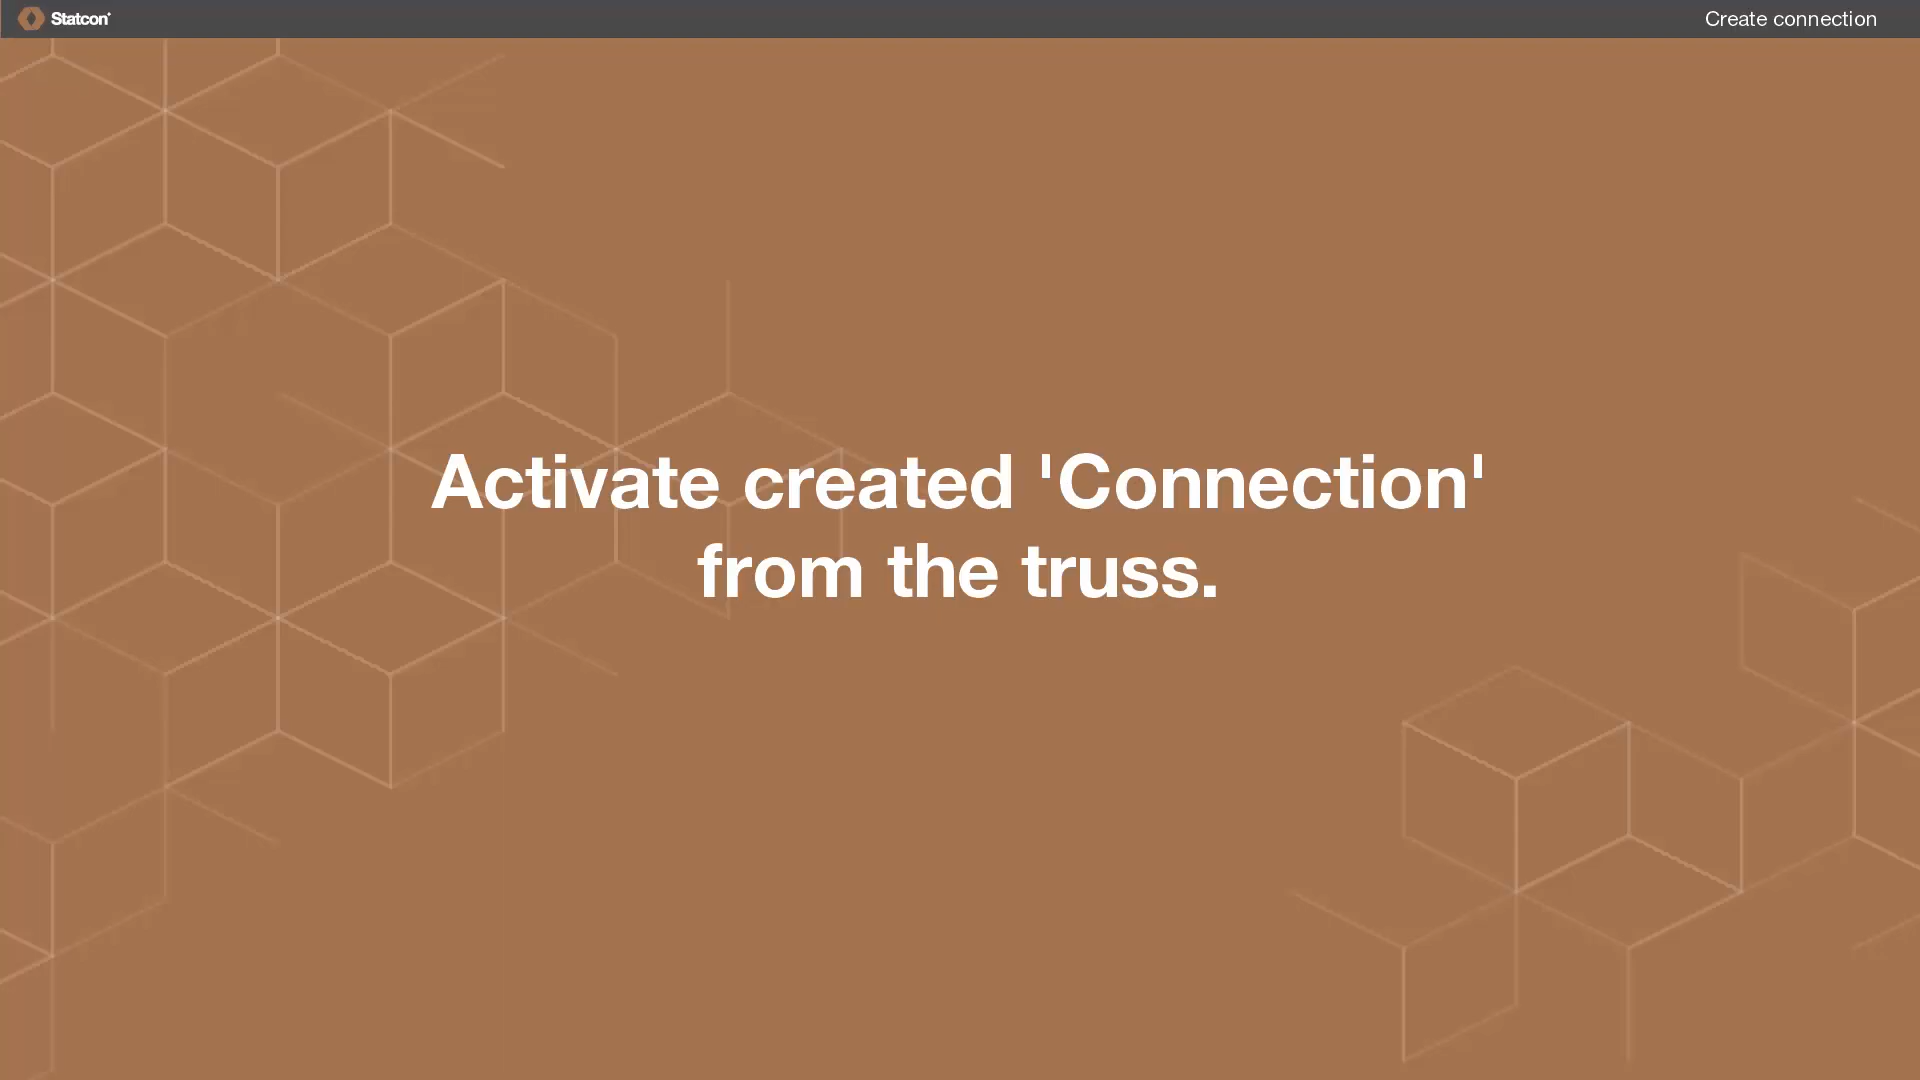 Statcon
Create connection
Activate created 'Connection'
from the truss.